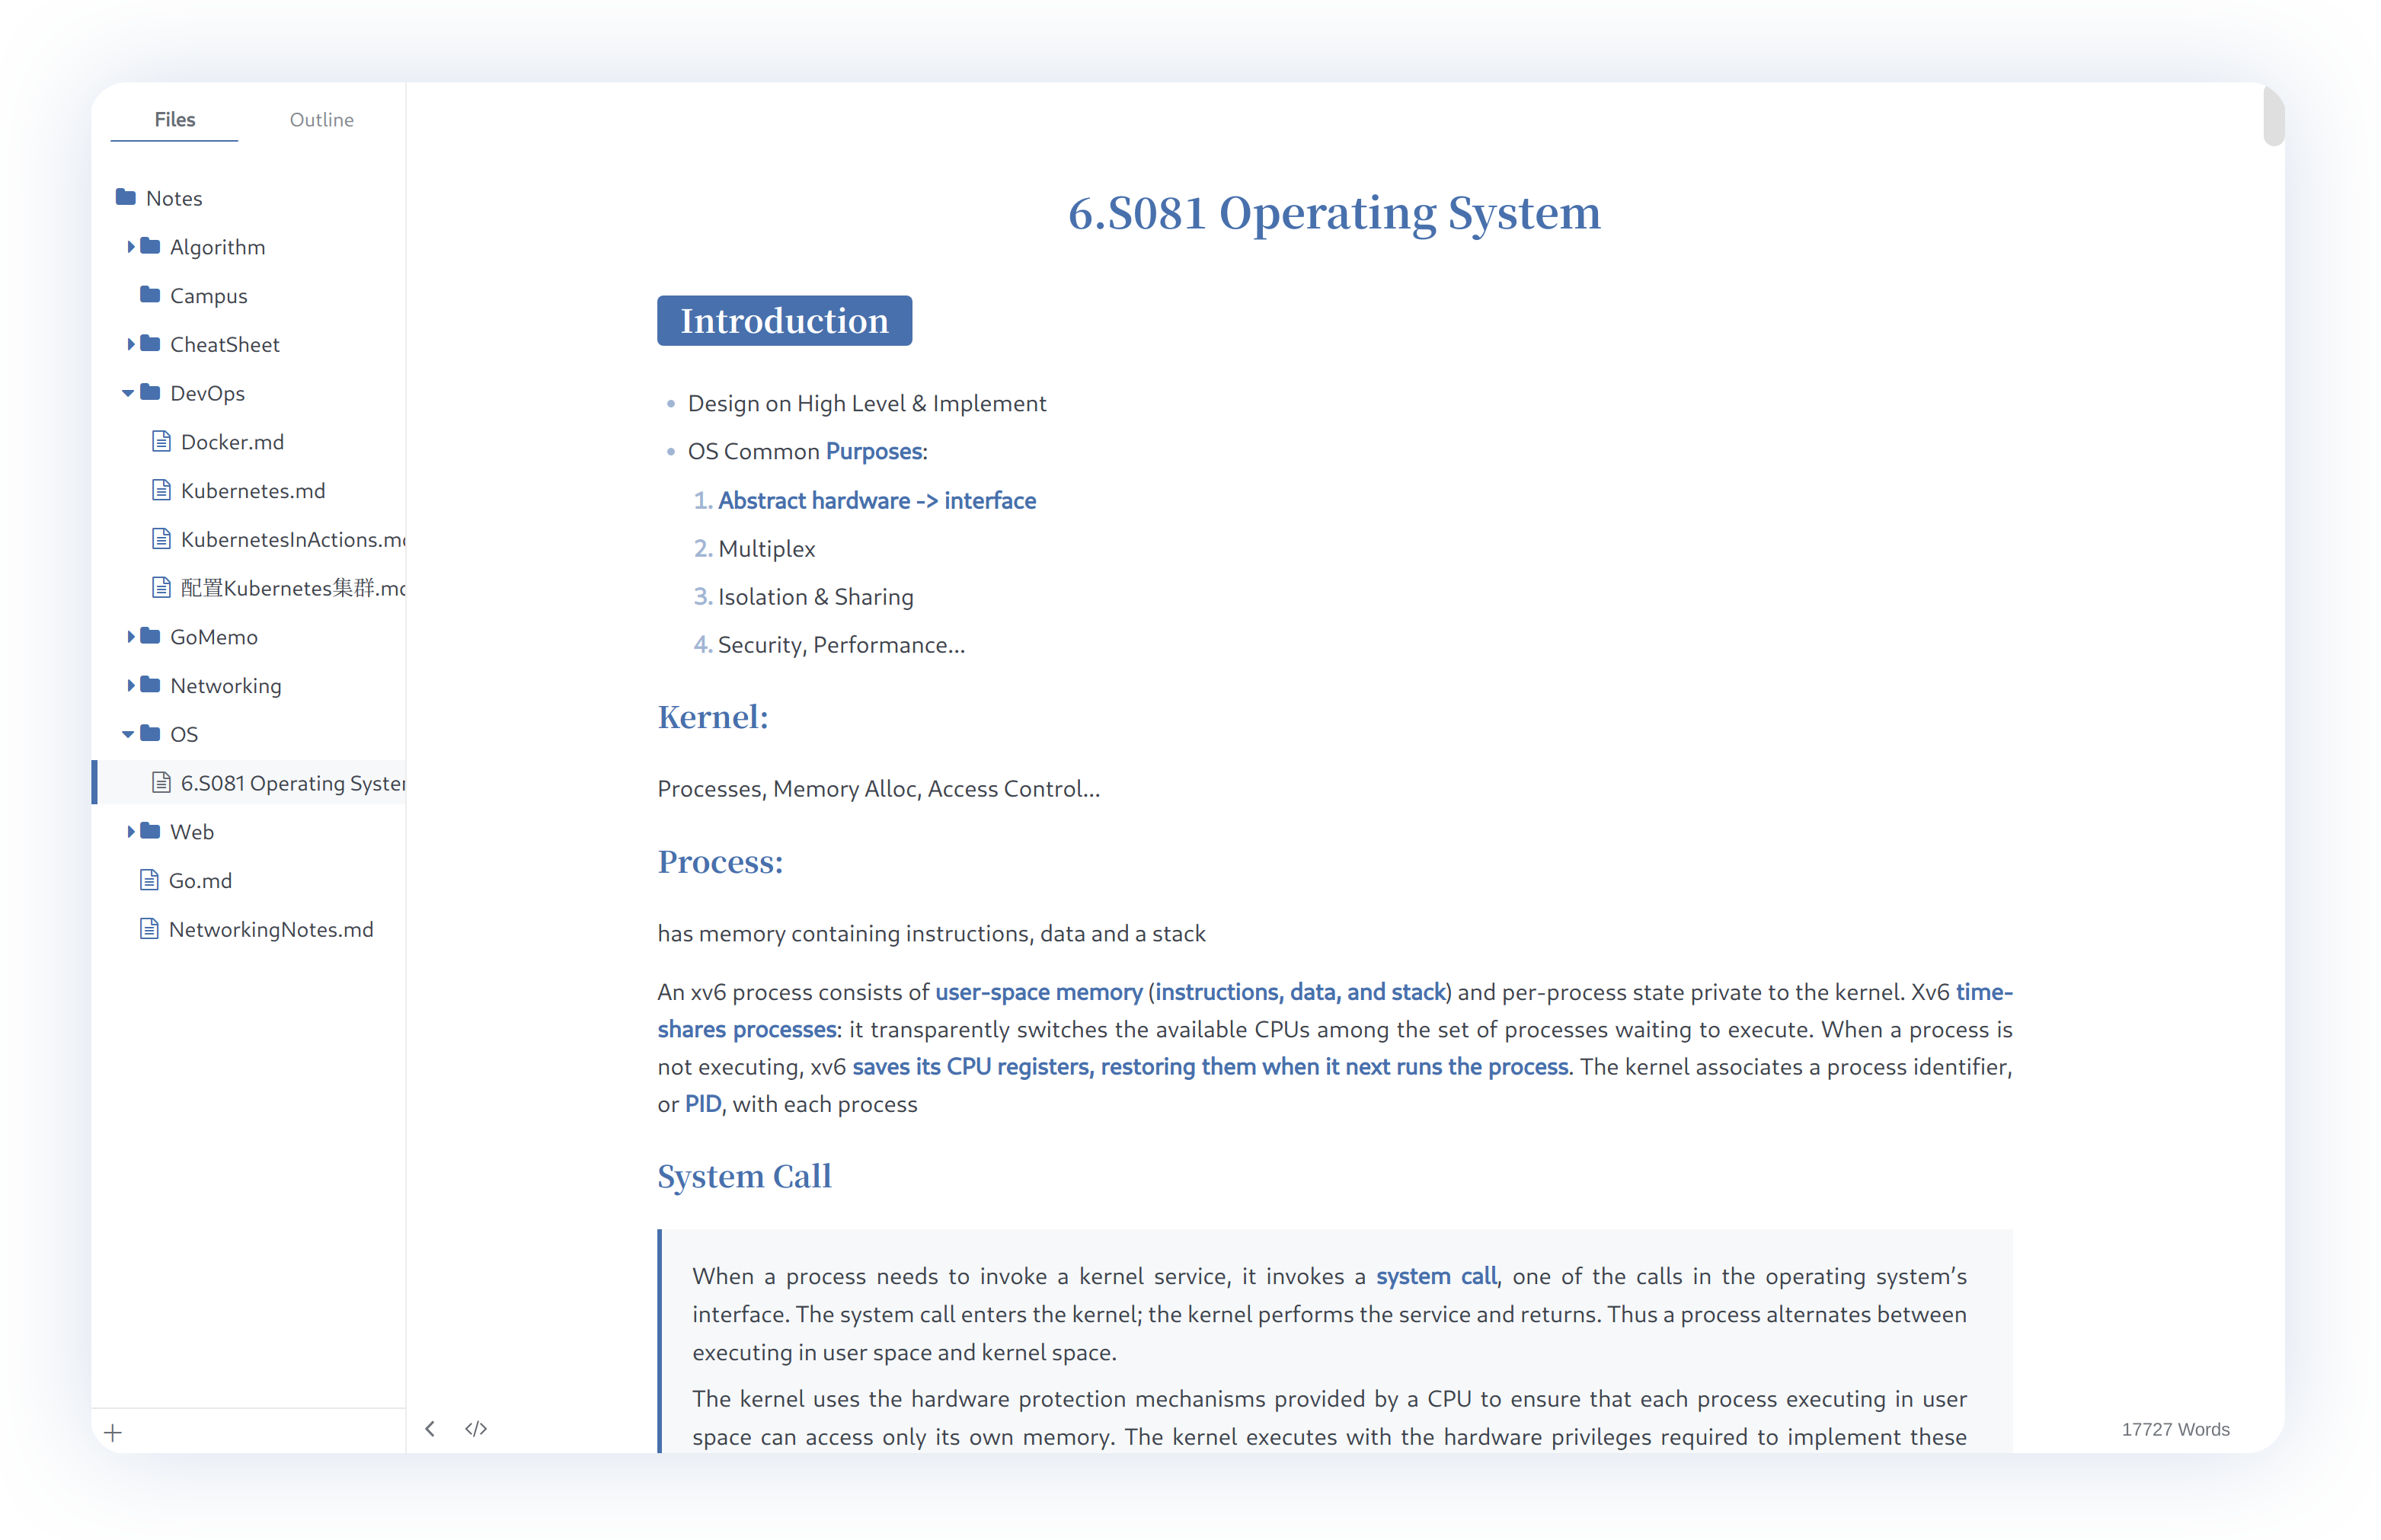 Files Outline
Notes
Algorithm
Campus
CheatSheet
DevOps
Docker.md
Kubernetes.md
KubernetesInActions.md
配置Kubernetes集群.md
GoMemo
Networking
OS
6.S081 Operating System
Web
Go.md
NetworkingNotes.md
6.S081 Operating System
Introduction
• Design on High Level & Implement
• OS Common Purposes:
1. Abstract hardware -> interface
2. Multiplex
3. Isolation & Sharing
4. Security, Performance...
Kernel:
Processes, Memory Alloc, Access Control...
Process:
has memory containing instructions, data and a stack
An xv6 process consists of user-space memory (instructions, data, and stack) and per-process state private to the kernel. Xv6 time-
shares processes: it transparently switches the available CPUs among the set of processes waiting to execute. When a process is
not executing, xv6 saves its CPU registers, restoring them when it next runs the process. The kernel associates a process identifier,
or PID, with each process
System Call
When a process needs to invoke a kernel service, it invokes a system call, one of the calls in the operating system’s
interface. The system call enters the kernel; the kernel performs the service and returns. Thus a process alternates between
executing in user space and kernel space.
The kernel uses the hardware protection mechanisms provided by a CPU to ensure that each process executing in user
space can access only its own memory. The kernel executes with the hardware privileges required to implement these
17727 Words